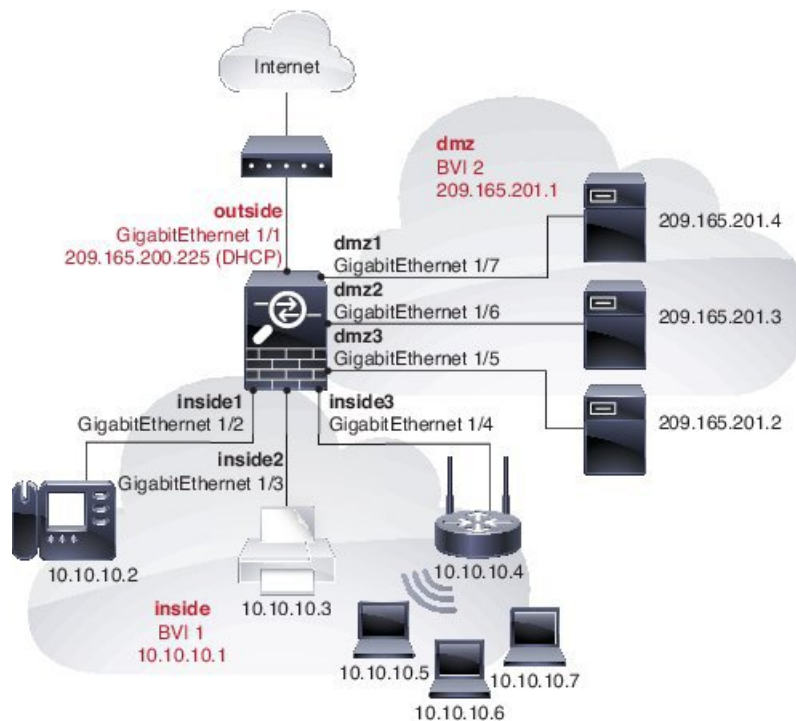 Internet
dmz
BVI 2
209.165.201.1
outside
GigabitEthernet 1/1
209.165.200.225 (DHCP)
dmz1
GigabitEthernet 1/7
209.165.201.4
dmz2
GigabitEthernet 1/6
209.165.201.3
dmz3
GigabitEthernet 1/5
209.165.201.2
inside1
GigabitEthernet 1/2
inside3
GigabitEthernet 1/4
inside2
GigabitEthernet 1/3
10.10.10.2
10.10.10.3
10.10.10.4
inside
BVI 1
10.10.10.1
10.10.10.5
10.10.10.6
10.10.10.7